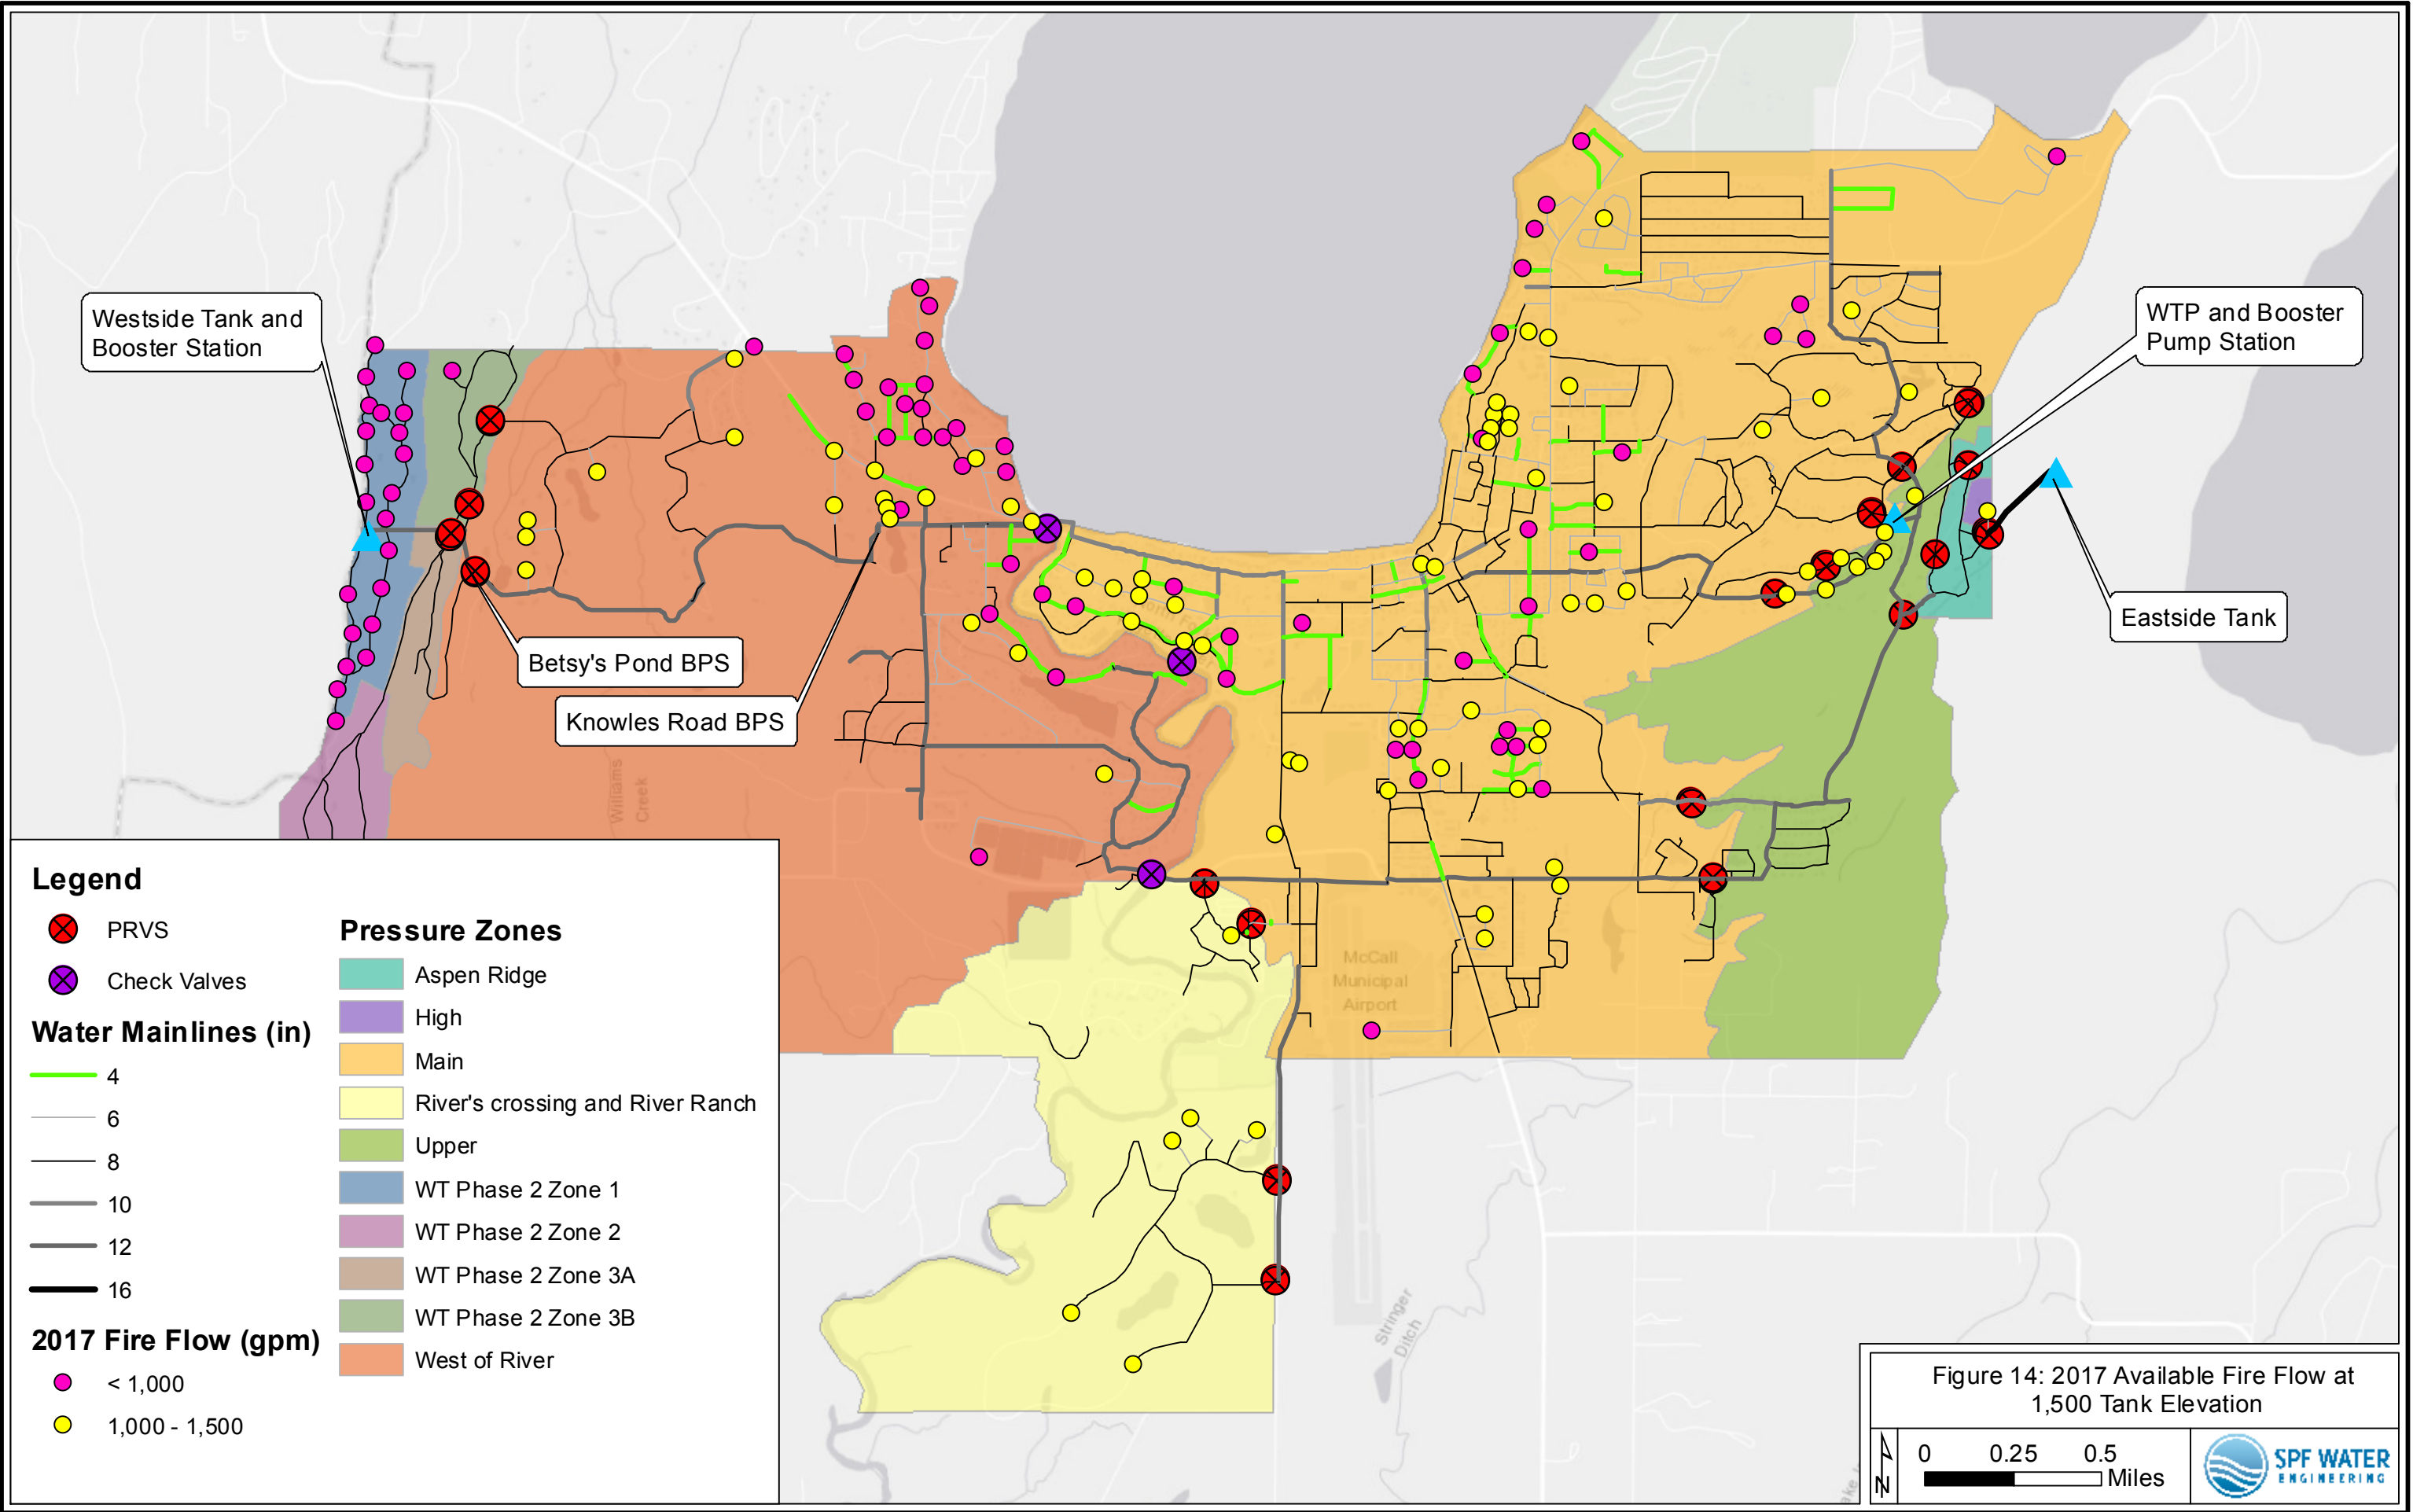 Westside Tank and
Booster Station
WTP and Booster
Pump Station
Eastside Tank
Betsy's Pond BPS
Knowles Road BPS
Williams
Creek
McCall
Municipal
Airport
Stringer
Ditch
Legend
PRVS
Check Valves
Water Mainlines (in)
4
6
8
10
12
16
2017 Fire Flow (gpm)
< 1,000
1,000 - 1,500
Pressure Zones
Aspen Ridge
High
Main
River's crossing and River Ranch
Upper
WT Phase 2 Zone 1
WT Phase 2 Zone 2
WT Phase 2 Zone 3A
WT Phase 2 Zone 3B
West of River
Figure 14: 2017 Available Fire Flow at
1,500 Tank Elevation
N
0 0.25 0.5
Miles
SPF WATER
ENGINEERING